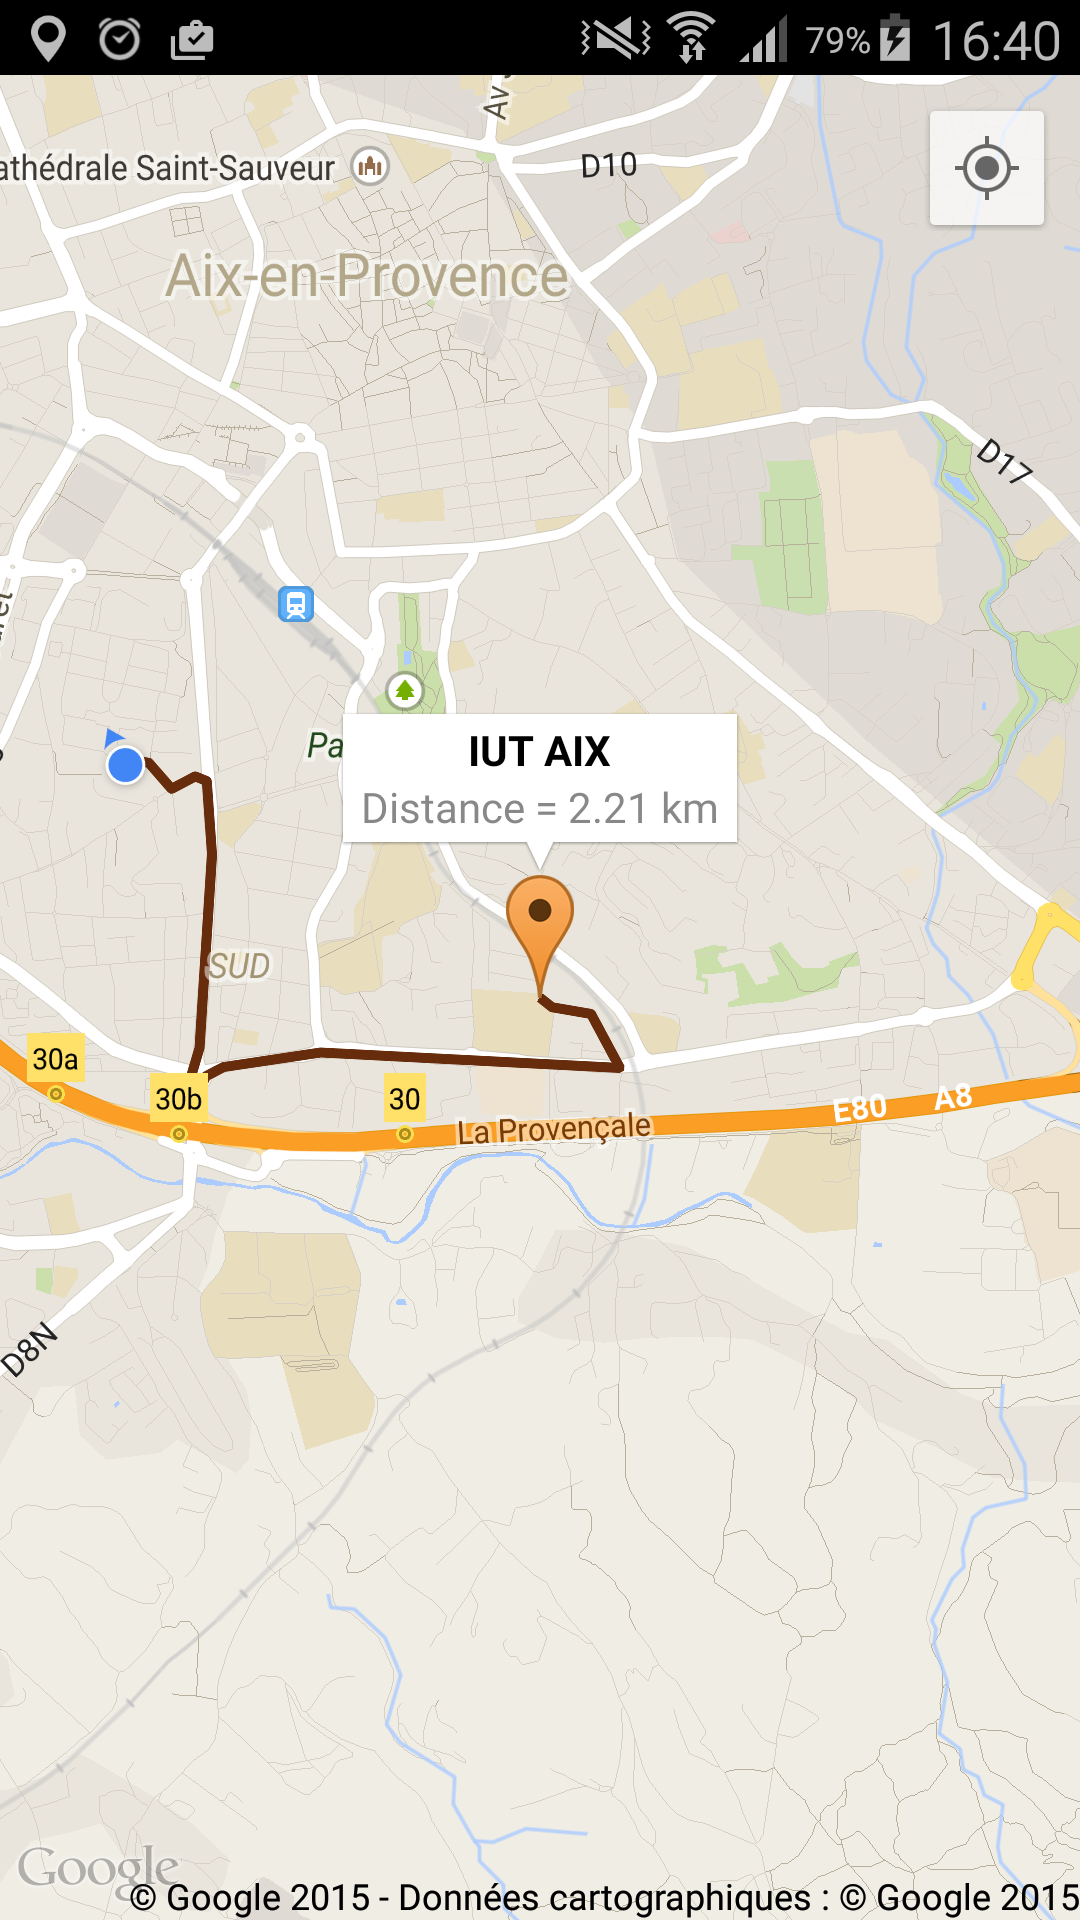 79% 16:40
Av
athédrale Saint-Sauveur
D10
Aix-en-Provence
D17
Pa
IUT AIX
Distance = 2.21 km
SUD
30a
30b
30
La Provençale
E80
A8
D8N
Google
© Google 2015 - Données cartographiques : © Google 2015